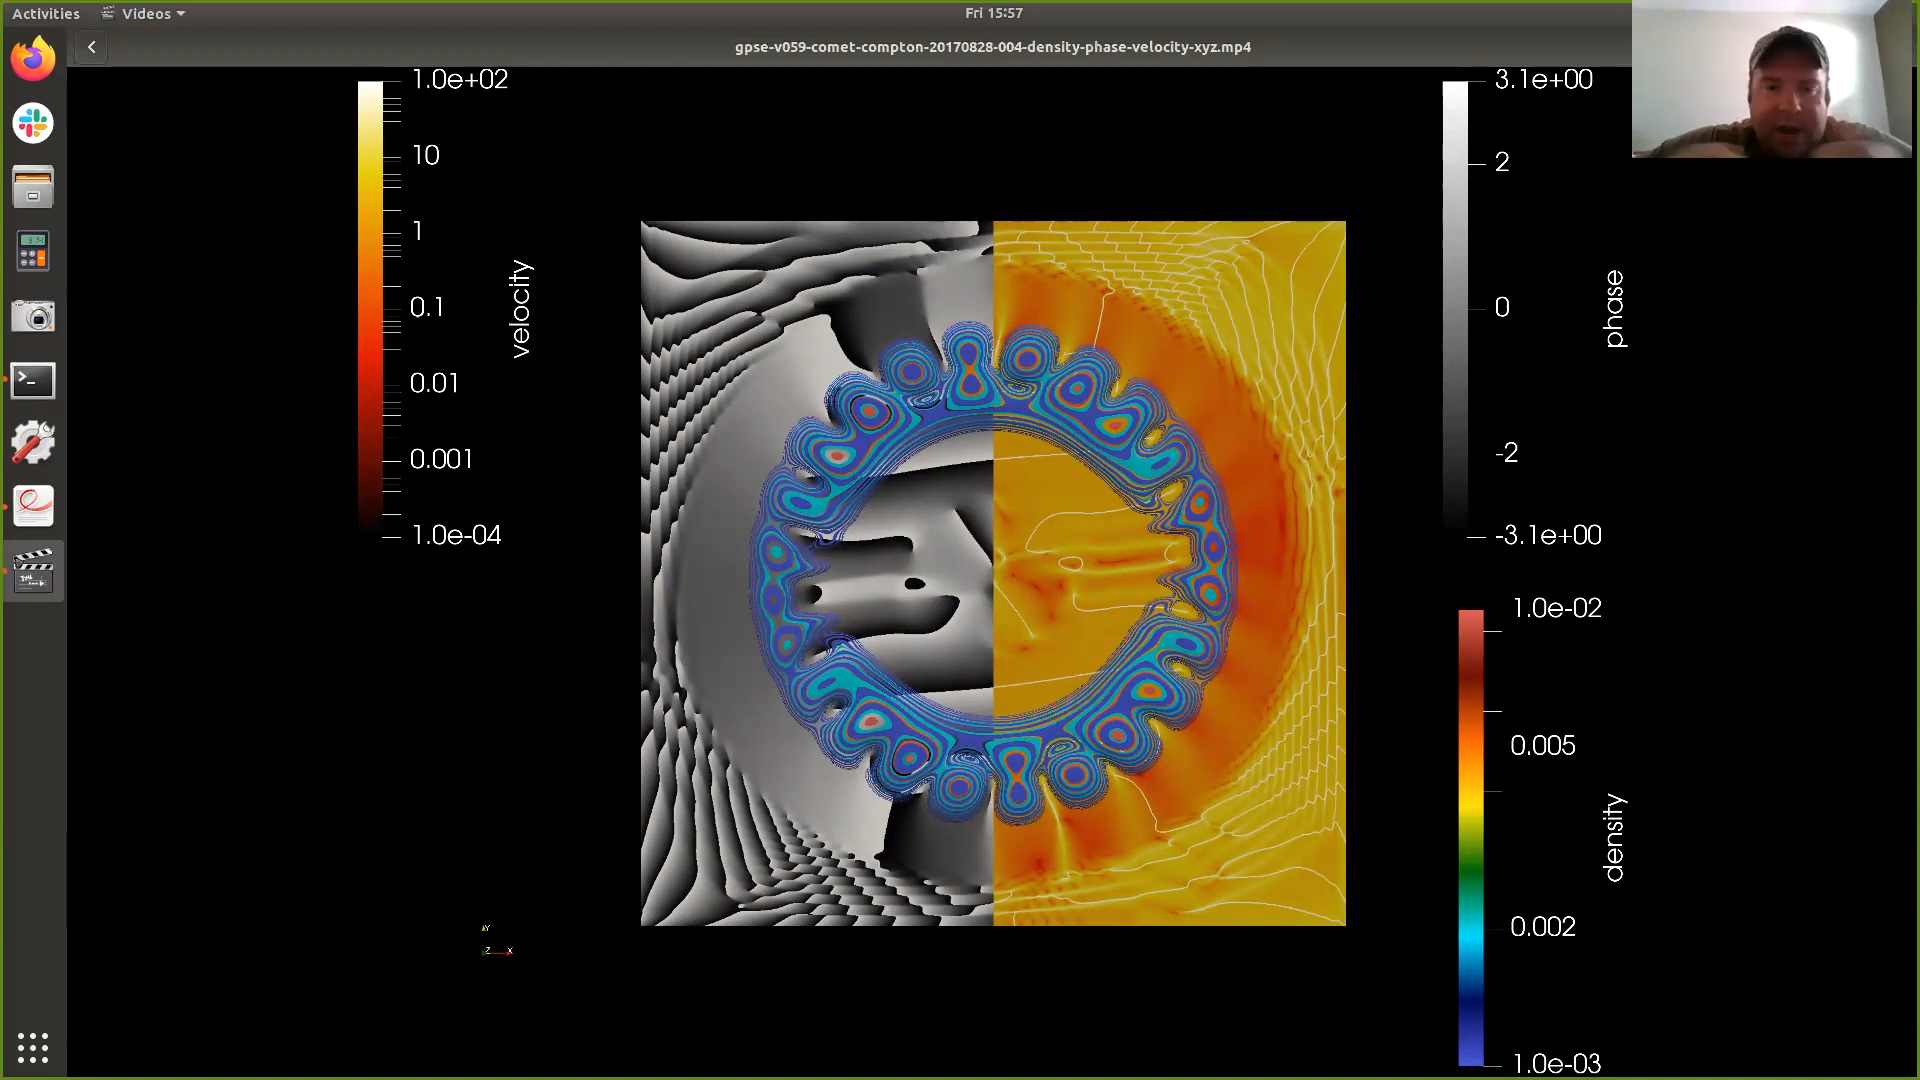 Activities
Videos
Fri 15:57
gpse-v059-comet-compton-20170828-004-density-phase-velocity-xyz.mp4
1.0e+02
10
1
0.1
0.01
0.001
1.0e-04
velocity
3.1e+00
2
0
-2
-3.1e+00
phase
1.0e-02
0.005
0.002
1.0e-03
density
Y
Z
X